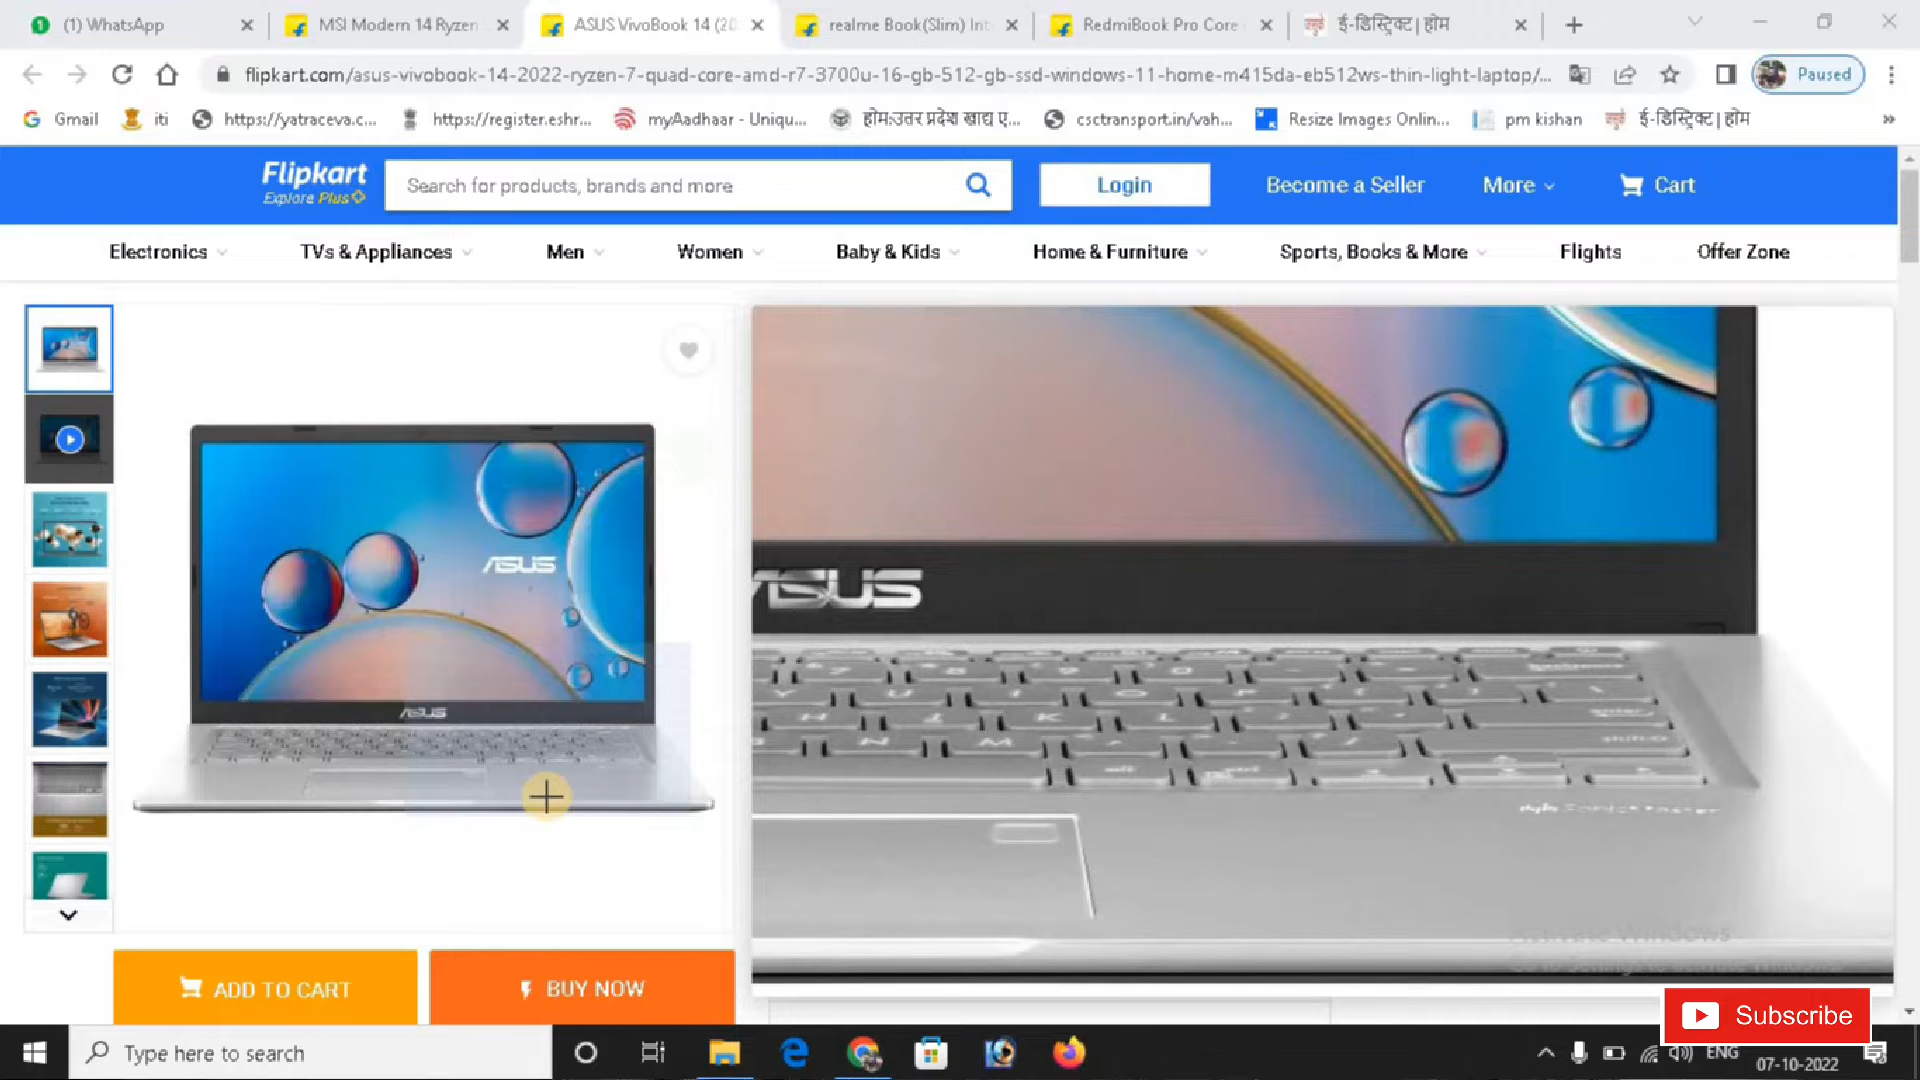 (1) WhatsApp
MSI Modern 14 Ryzen
ASUS VivoBook 14 (20
realme Book(Slim) Int
RedmiBook Pro Core
ई-डिस्ट्रिक्ट | होम
flipkart.com/asus-vivobook-14-2022-ryzen-7-quad-core-amd-r7-3700u-16-gb-512-gb-ssd-windows-11-home-m415da-eb512ws-thin-light-laptop/...
Paused
Gmail
iti
https://yatraceva.c...
https://register.eshr...
myAadhaar - Uniqu...
होम:उत्तर प्रदेश खाद्य ए...
csctransport.in/vah...
Resize Images Onlin...
pm kishan
ई-डिस्ट्रिक्ट | होम
Flipkart
Explore Plus
Search for products, brands and more
Login
Become a Seller
More
Cart
Electronics
TVs & Appliances
Men
Women
Baby & Kids
Home & Furniture
Sports, Books & More
Flights
Offer Zone
ASUS
ASUS
ASUS
Activate Windows
ADD TO CART
BUY NOW
Subscribe
Type here to search
ENG
07-10-2022